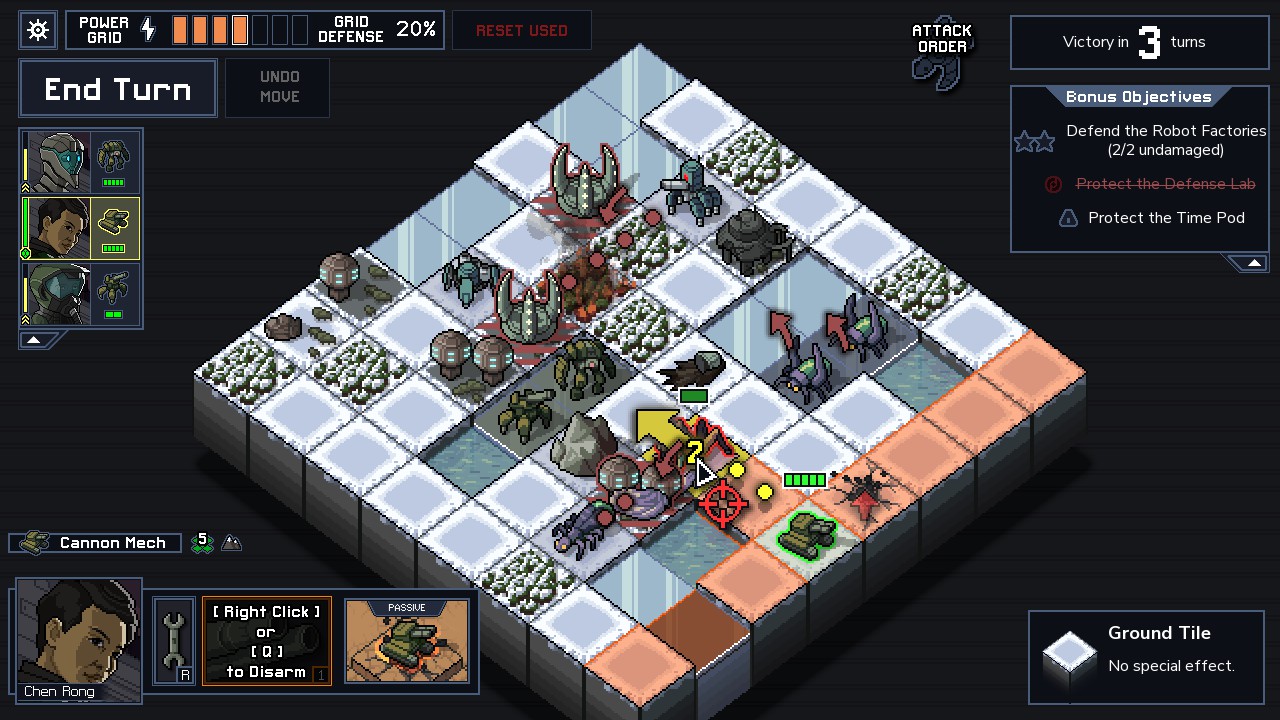 POWER
GRID
GRID
DEFENSE
20%
RESET USED
End Turn
UNDO
MOVE
ATTACK
ORDER
Victory in 3 turns
Bonus Objectives
Defend the Robot Factories
(2/2 undamaged)
Protect the Defense Lab
Protect the Time Pod
?
Cannon Mech
5
Chen Rong
R
[ Right Click ]
or
[ Q ]
to Disarm
1
PASSIVE
Ground Tile
No special effect.